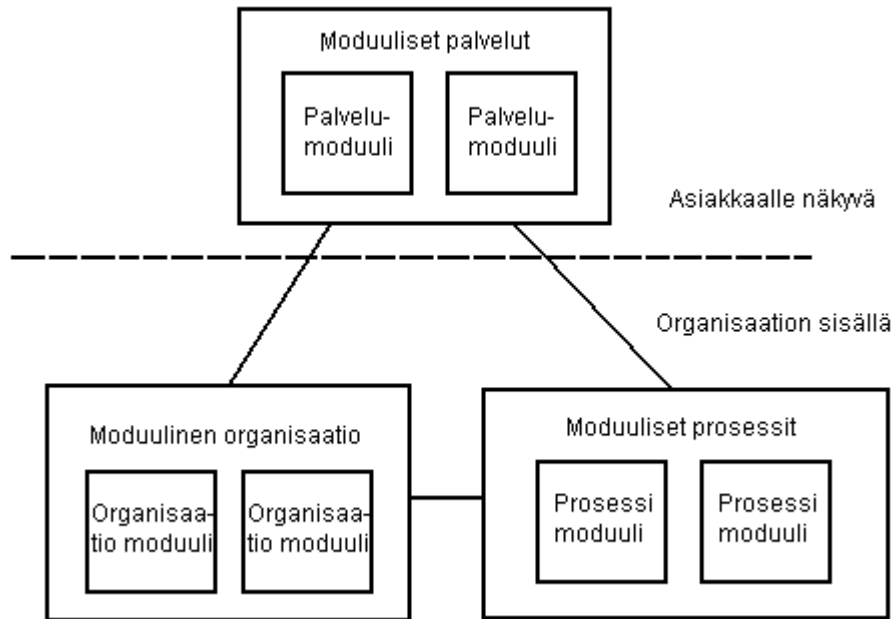 Moduuliset palvelut
Palvelu-
moduuli
Palvelu-
moduuli
Asiakkaalle näkyvä
Organisaation sisällä
Moduulinen organisaatio
Organisaa-
tio moduuli
Organisaa-
tio moduuli
Moduuliset prosessit
Prosessi
moduuli
Prosessi
moduuli